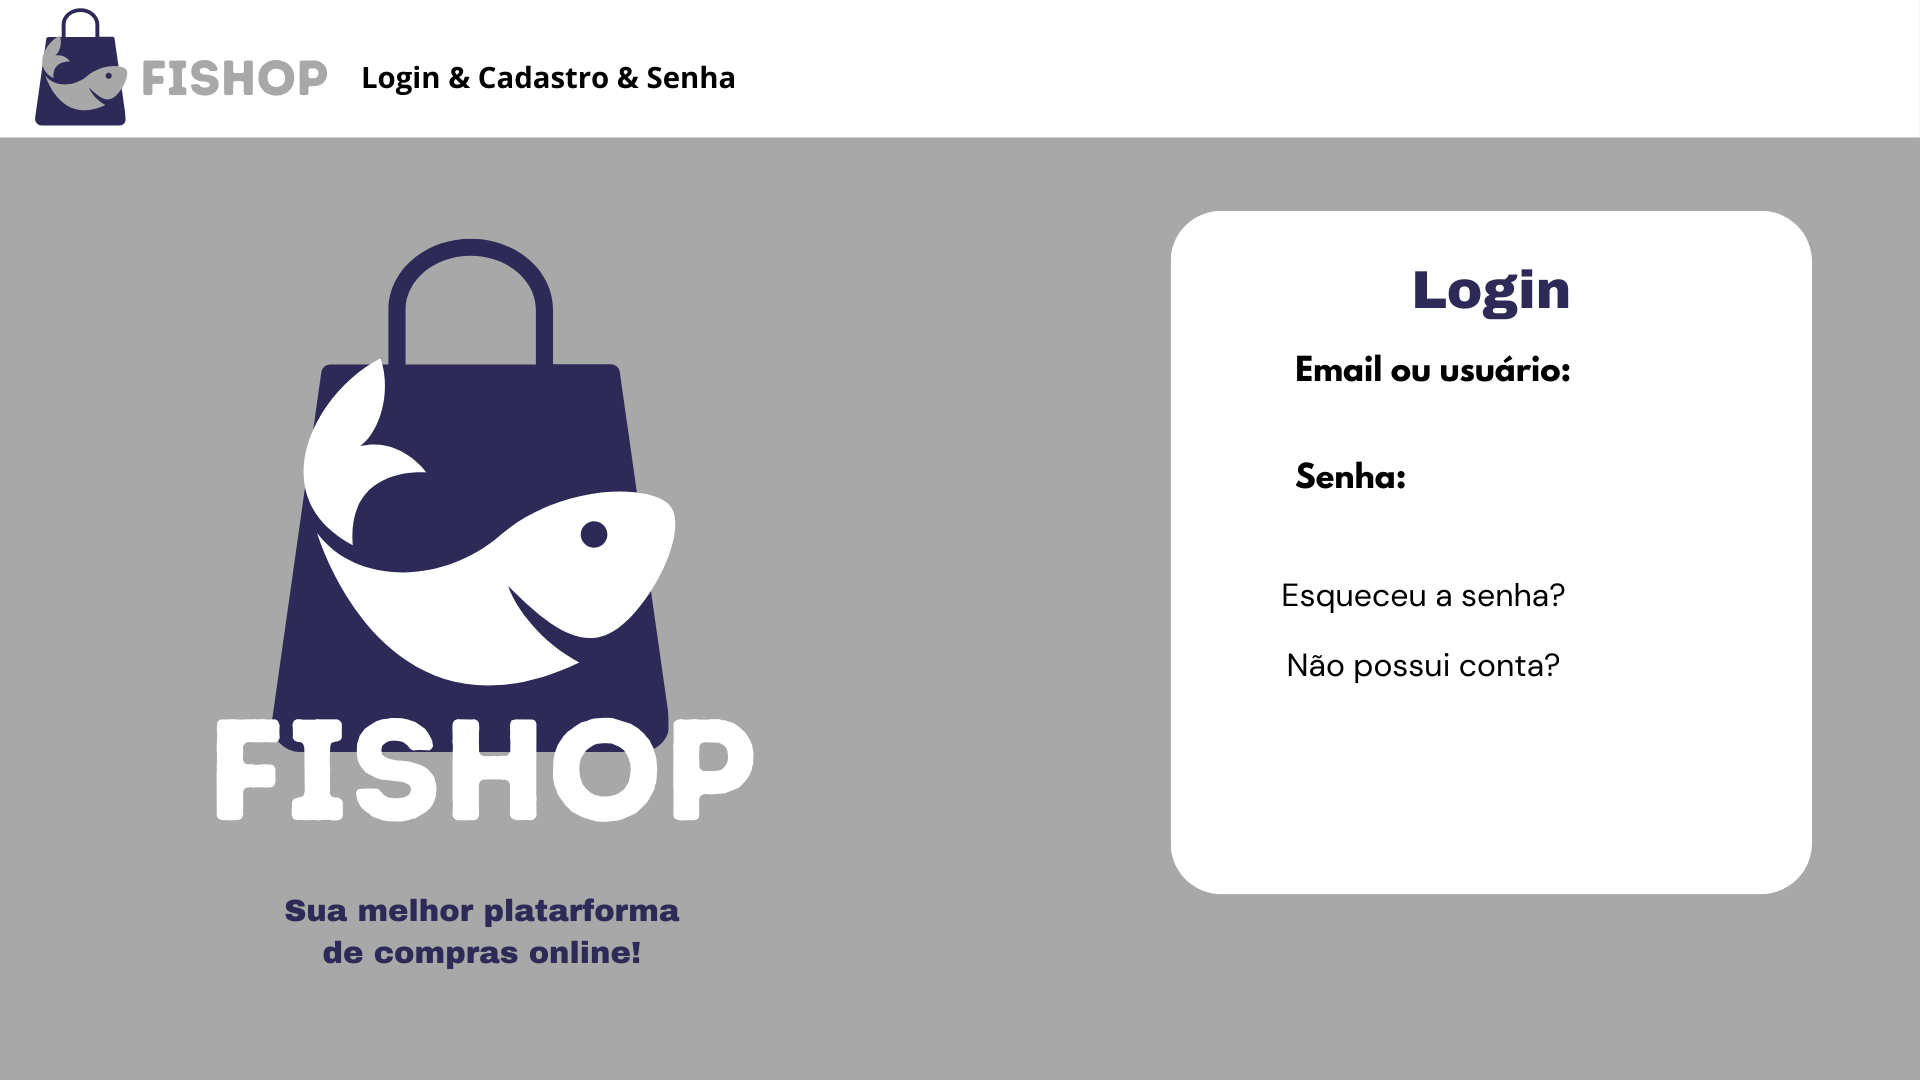 FISHOP
Login & Cadastro & Senha
FISHOP
Sua melhor platarforma
de compras online!
Login
Email ou usuário:
Senha:
Esqueceu a senha?
Não possui conta?